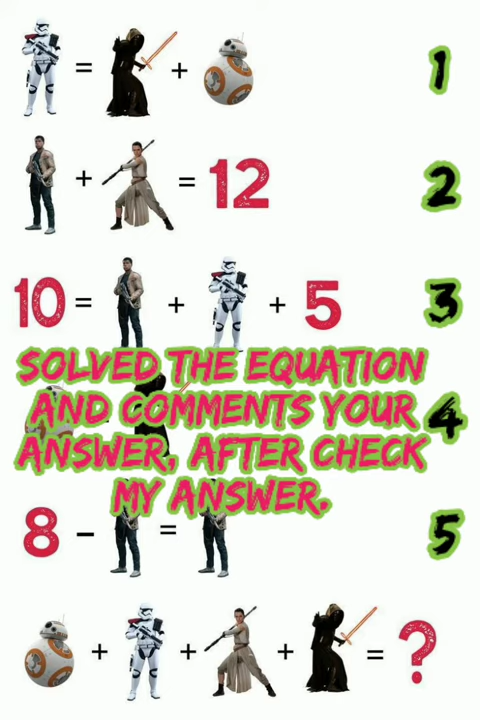 = + 1
+ = 12 2
10 = + + 5 3
SOLVED THE EQUATION
AND COMMENTS YOUR 4
ANSWER, AFTER CHECK
MY ANSWER.
8 - = 5
+ + + = ?